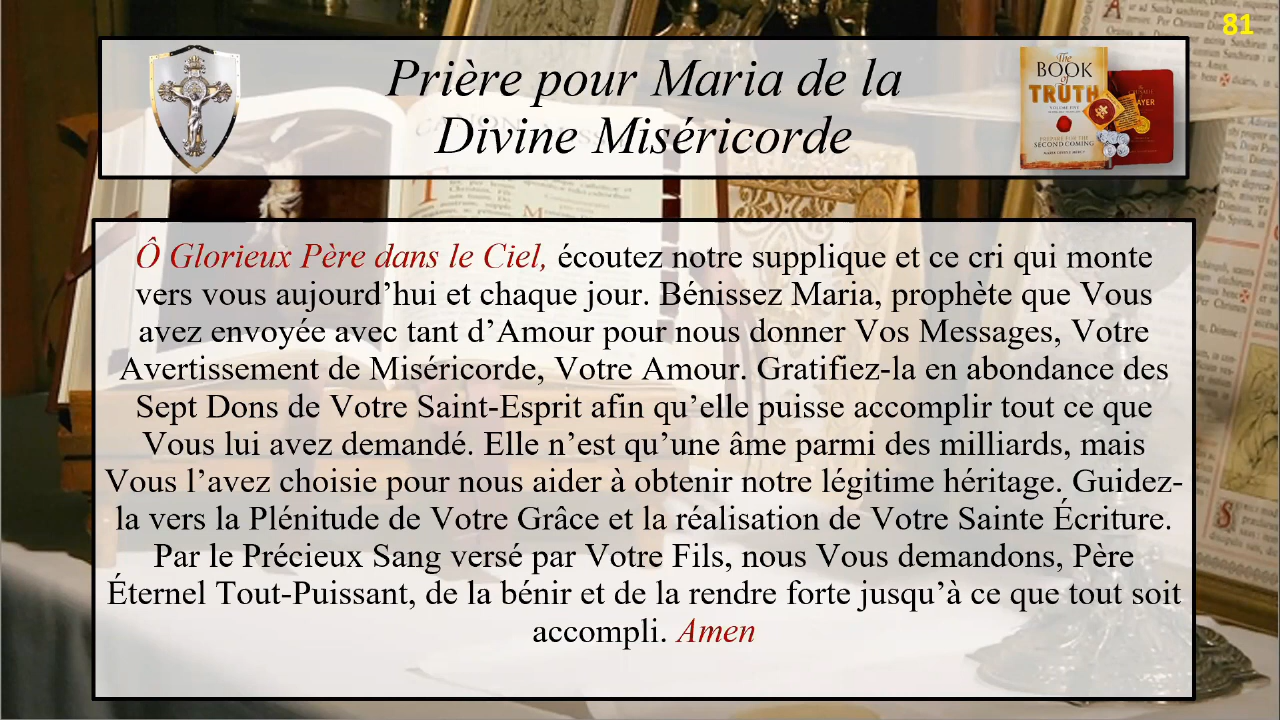 81
Prière pour Maria de la
Divine Miséricorde
The
BOOK
of
TRUTH
SECOND COMING
Ô Glorieux Père dans le Ciel, écoutez notre supplique et ce cri qui monte
vers vous aujourd’hui et chaque jour. Bénissez Maria, prophète que Vous
avez envoyée avec tant d’Amour pour nous donner Vos Messages, Votre
Avertissement de Miséricorde, Votre Amour. Gratifiez-la en abondance des
Sept Dons de Votre Saint-Esprit afin qu’elle puisse accomplir tout ce que
Vous lui avez demandé. Elle n’est qu’une âme parmi des milliards, mais
Vous l’avez choisie pour nous aider à obtenir notre légitime héritage. Guidez-
la vers la Plénitude de Votre Grâce et la réalisation de Votre Sainte Écriture.
Par le Précieux Sang versé par Votre Fils, nous Vous demandons, Père
Éternel Tout-Puissant, de la bénir et de la rendre forte jusqu’à ce que tout soit
accompli. Amen